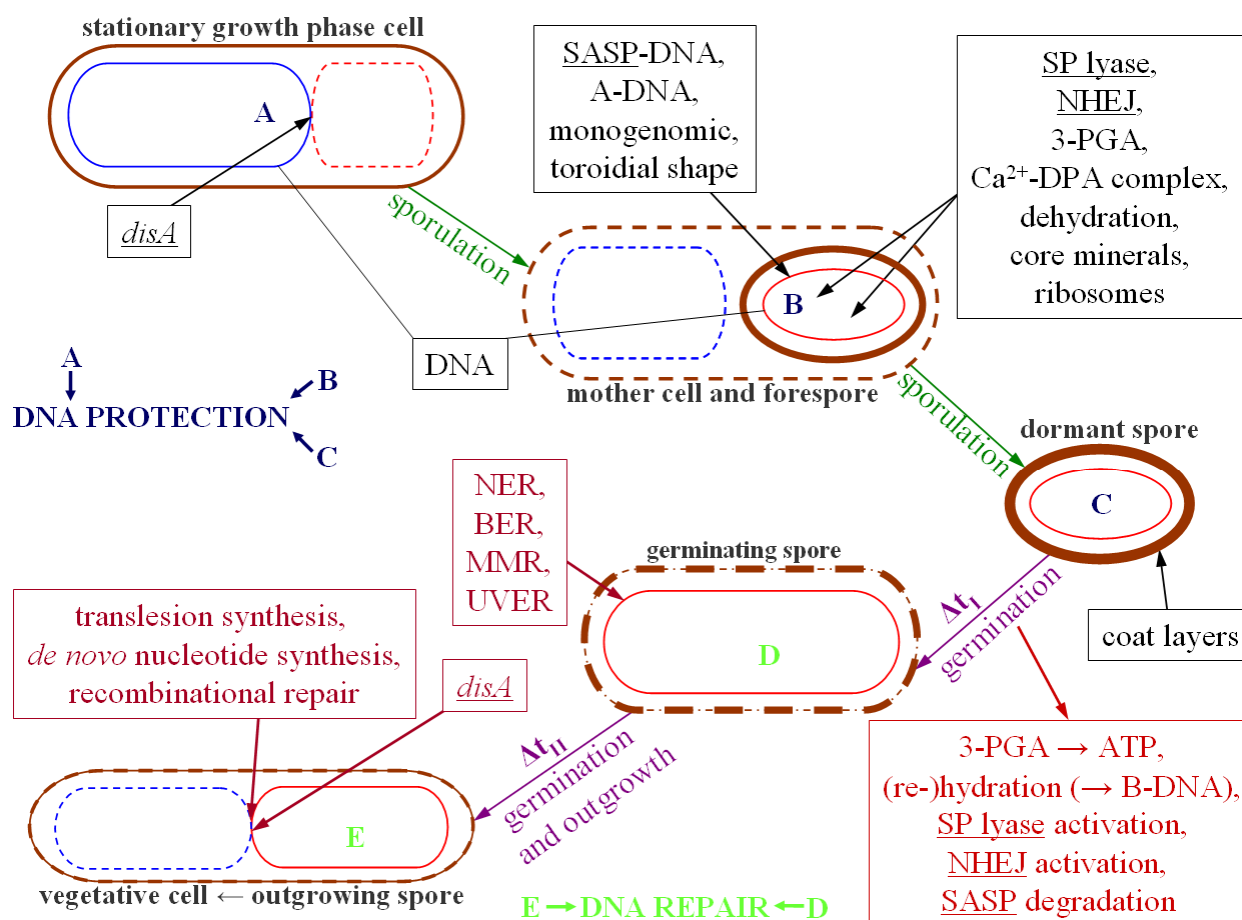 stationary growth phase cell
A
disA
sporulation
SASP-DNA,
A-DNA,
monogenomic,
toroidial shape
SP lyase,
NHEJ,
3-PGA,
Ca²⁺-DPA complex,
dehydration,
core minerals,
ribosomes
B
DNA
mother cell and forespore
A
B
DNA PROTECTION
C
sporulation
dormant spore
C
coat layers
NER,
BER,
MMR,
UVER
germinating spore
D
Δt_I
germination
translesion synthesis,
de novo nucleotide synthesis,
recombinational repair
disA
Δt_II
germination
and outgrowth
3-PGA → ATP,
(re-)hydration (→ B-DNA),
SP lyase activation,
NHEJ activation,
SASP degradation
E
vegetative cell ← outgrowing spore
E → DNA REPAIR ← D